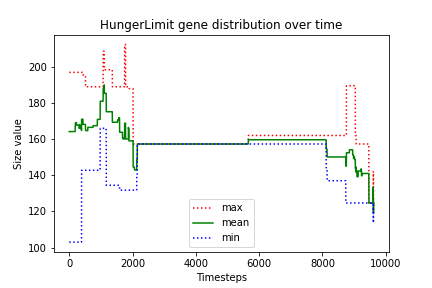 HungerLimit gene distribution over time
Size value
200
180
160
140
120
100
max
mean
min
0
2000
4000
6000
8000
10000
Timesteps